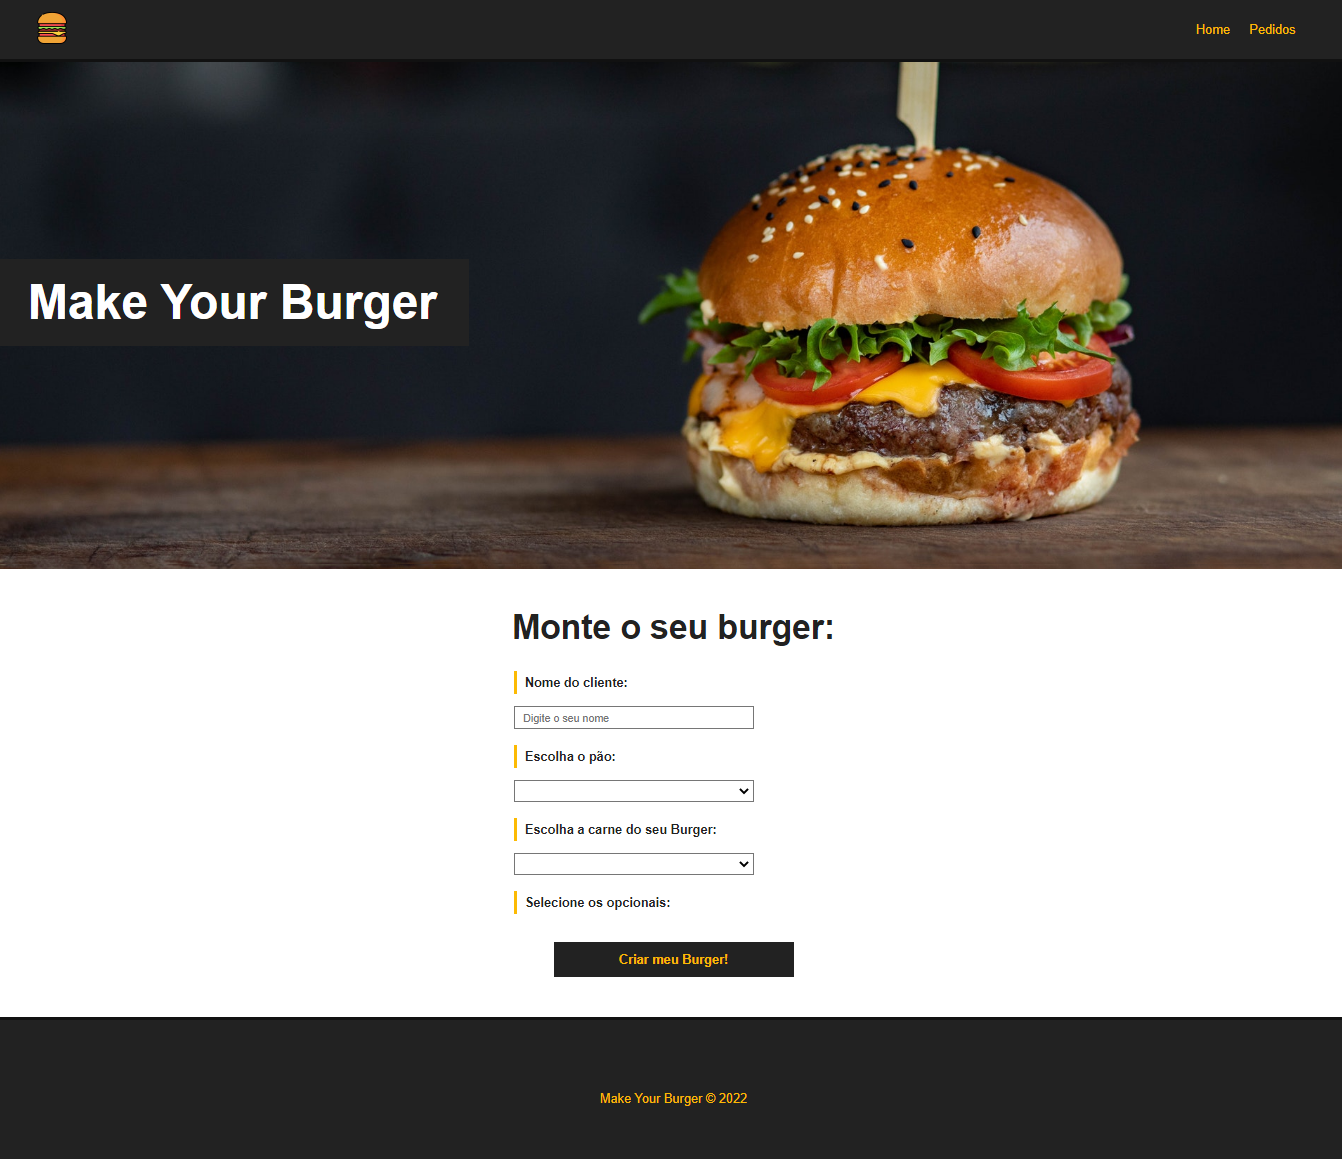 Home Pedidos
Make Your Burger
Monte o seu burger:
Nome do cliente:
Digite o seu nome
Escolha o pão:
Escolha a carne do seu Burger:
Selecione os opcionais:
Criar meu Burger!
Make Your Burger © 2022